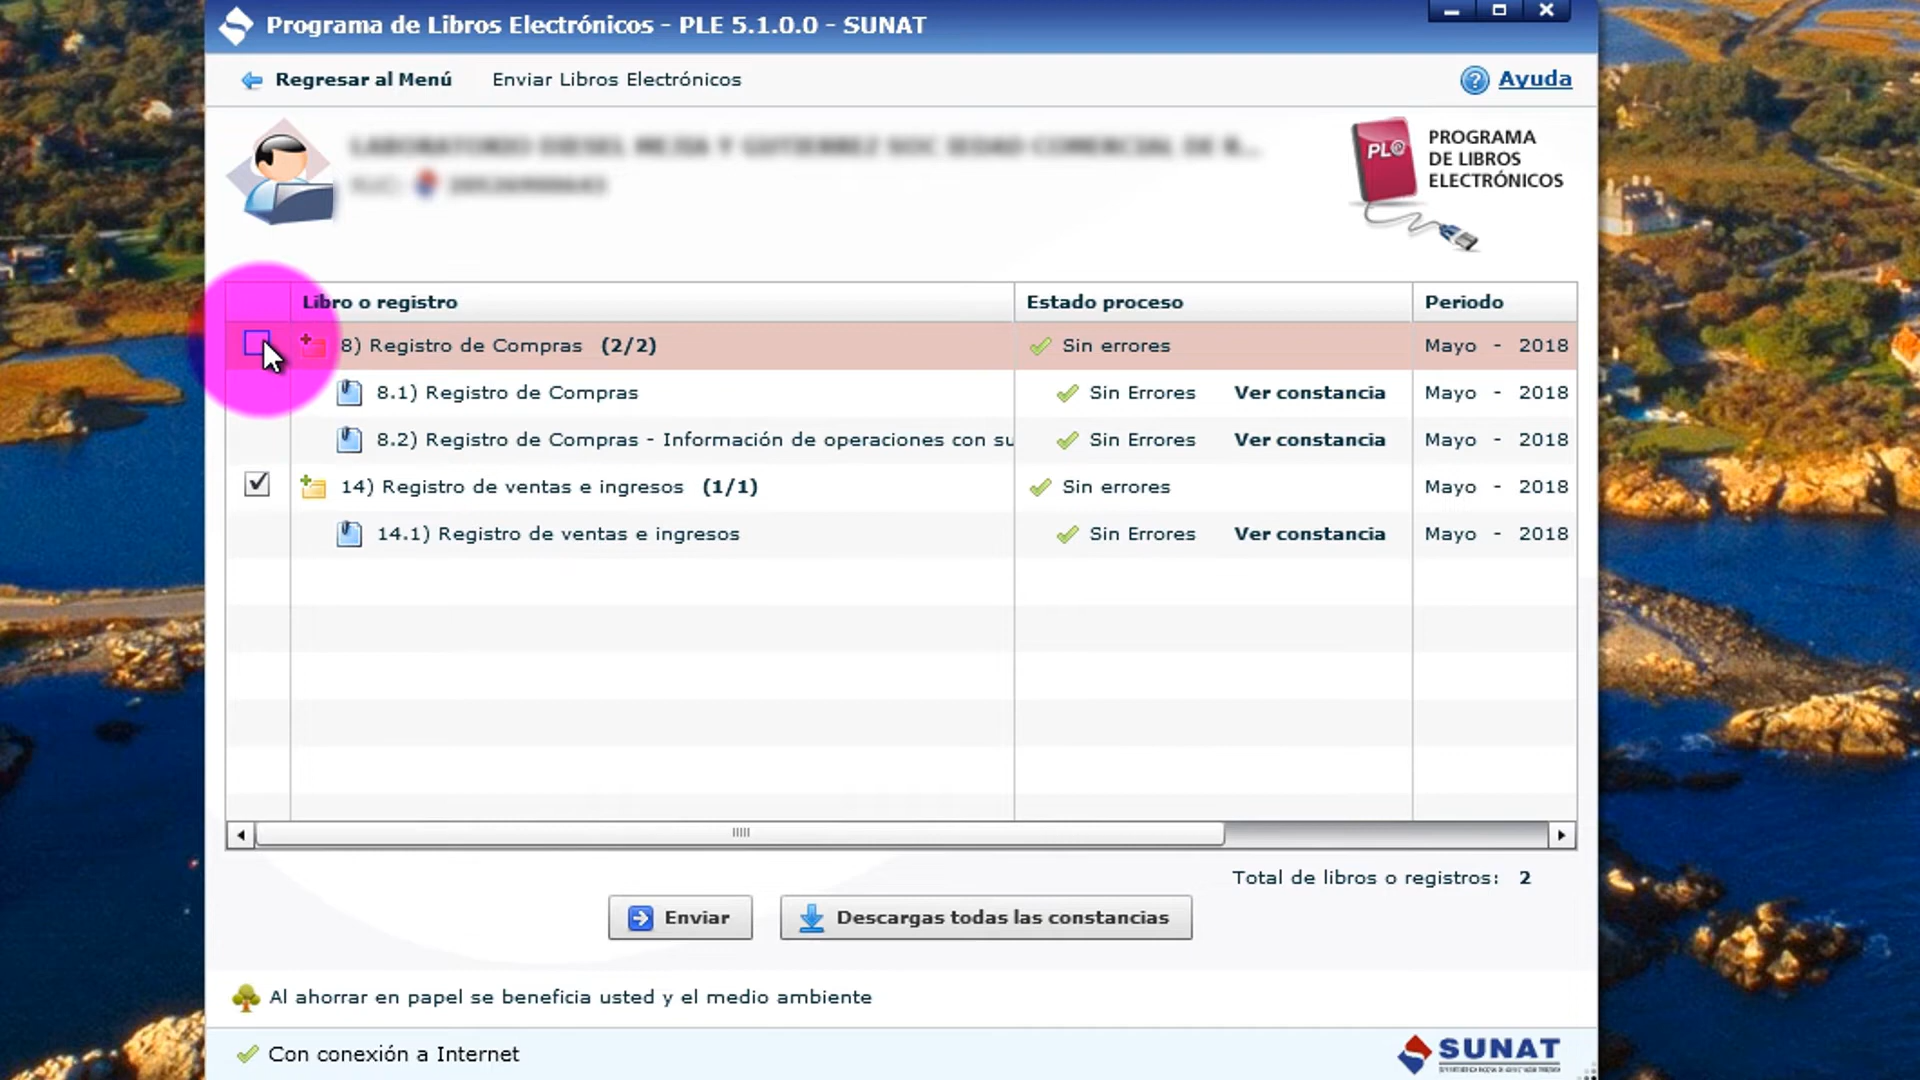 Programa de Libros Electrónicos - PLE 5.1.0.0 - SUNAT
Regresar al Menú Enviar Libros Electrónicos Ayuda
PL@
PROGRAMA
DE LIBROS
ELECTRÓNICOS
Libro o registro Estado proceso Periodo
8) Registro de Compras (2/2) Sin errores Mayo - 2018
8.1) Registro de Compras Sin Errores Ver constancia Mayo - 2018
8.2) Registro de Compras - Información de operaciones con su Sin Errores Ver constancia Mayo - 2018
14) Registro de ventas e ingresos (1/1) Sin errores Mayo - 2018
14.1) Registro de ventas e ingresos Sin Errores Ver constancia Mayo - 2018
Total de libros o registros: 2
Enviar Descargas todas las constancias
Al ahorrar en papel se beneficia usted y el medio ambiente
Con conexión a Internet SUNAT